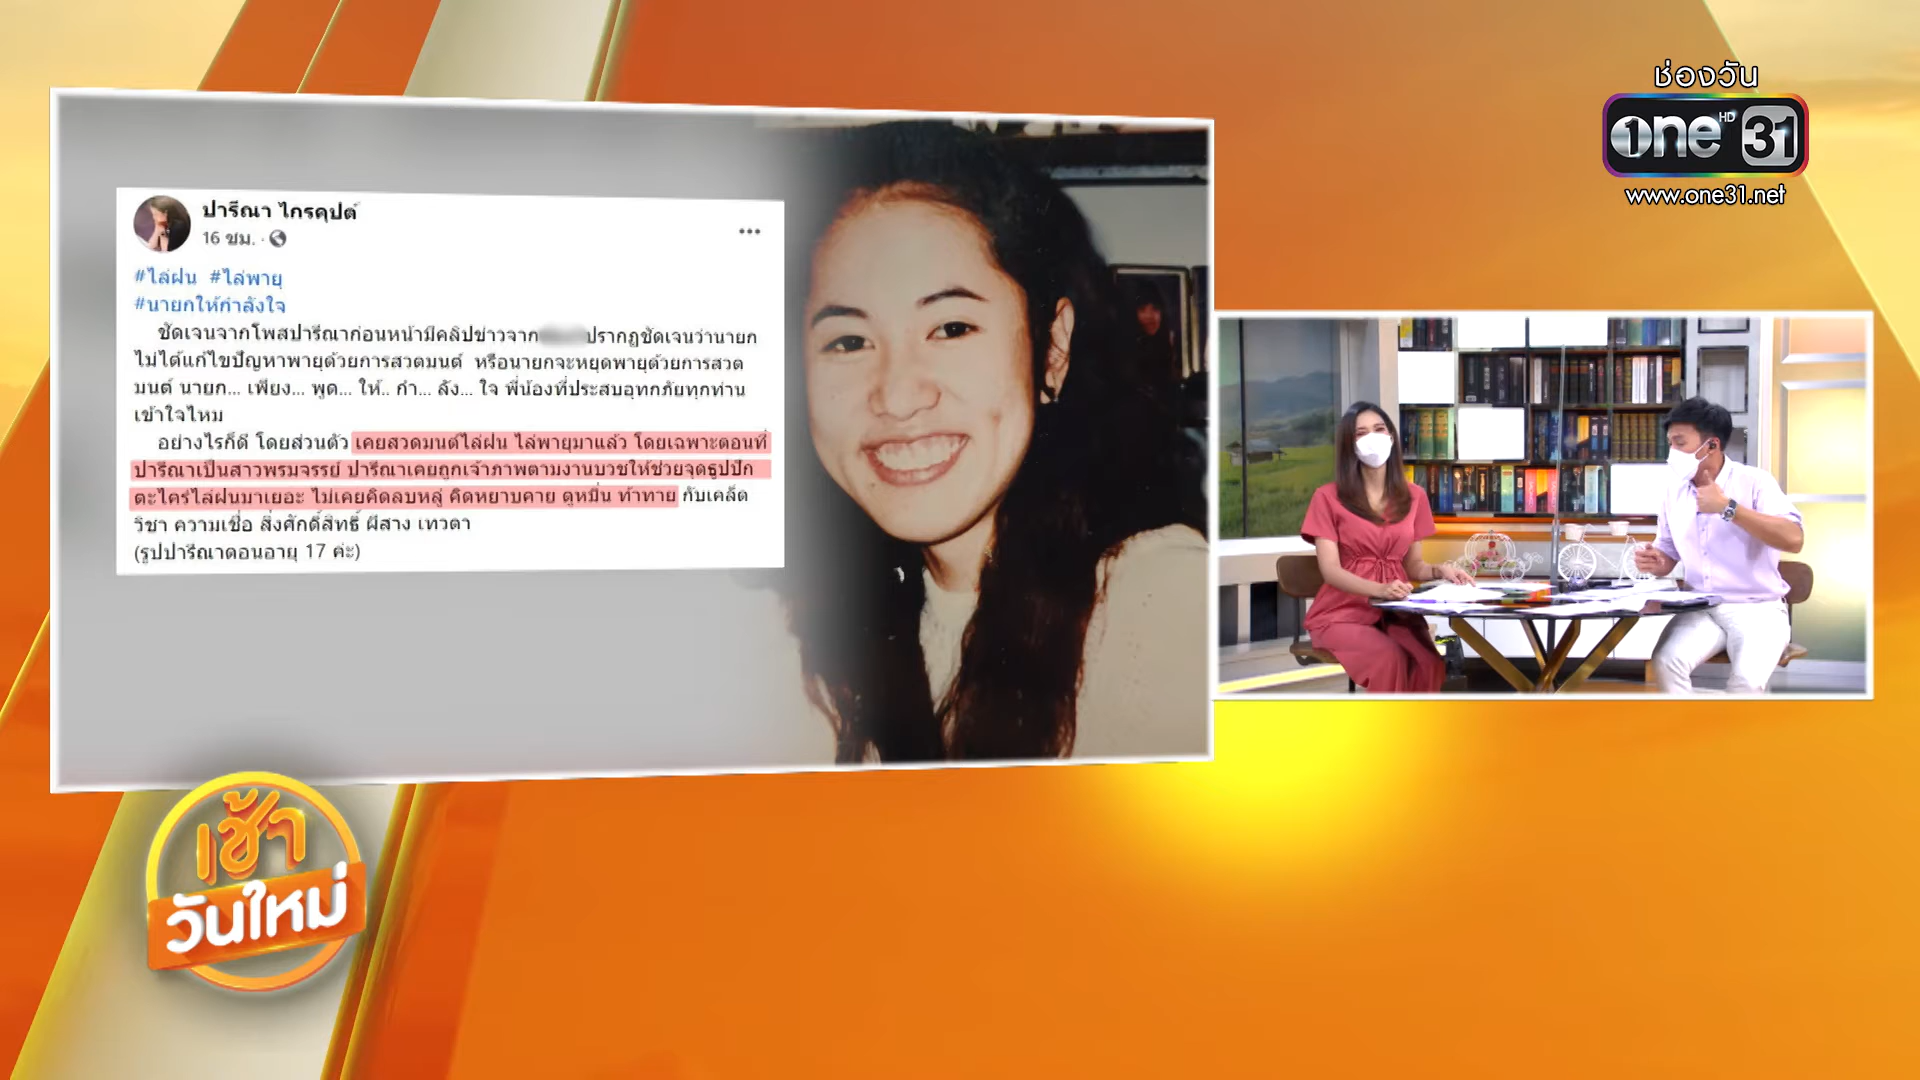 ช่องวัน
one HD 31
www.one31.net
ปารีณา ไกรคุปต์
16 ชม.
#ไล่ฝน #ไล่พายุ
#นายกให้กำลังใจ
ชัดเจนจากโพสปารีณาก่อนหน้ามีคลิปข่าวจาก ปรากฏชัดเจนว่านายก
ไม่ได้แก้ไขปัญหาพายุด้วยการสวดมนต์ หรือนายกจะหยุดพายุด้วยการสวด
มนต์ นายก... เพียง... พูด... ให้.. กำ... ลัง... ใจ พี่น้องที่ประสบอุทกภัยทุกท่าน
เข้าใจไหม
อย่างไรก็ดี โดยส่วนตัว เคยสวดมนต์ไล่ฝน ไล่พายุมาแล้ว โดยเฉพาะตอนที่
ปารีณาเป็นสาวพรมจรรย์ ปารีณาเคยถูกเจ้าภาพตามงานบวชให้ช่วยจุดธูปปัก
ตะไคร้ไล่ฝนมาเยอะ ไม่เคยคิดลบหลู่ คิดหยาบคาย ดูหมิ่น ท้าทาย กับเคล็ด
วิชา ความเชื่อ สิ่งศักดิ์สิทธิ์ ผีสาง เทวดา
(รูปปารีณาตอนอายุ 17 ค่ะ)
เช้า
วันใหม่